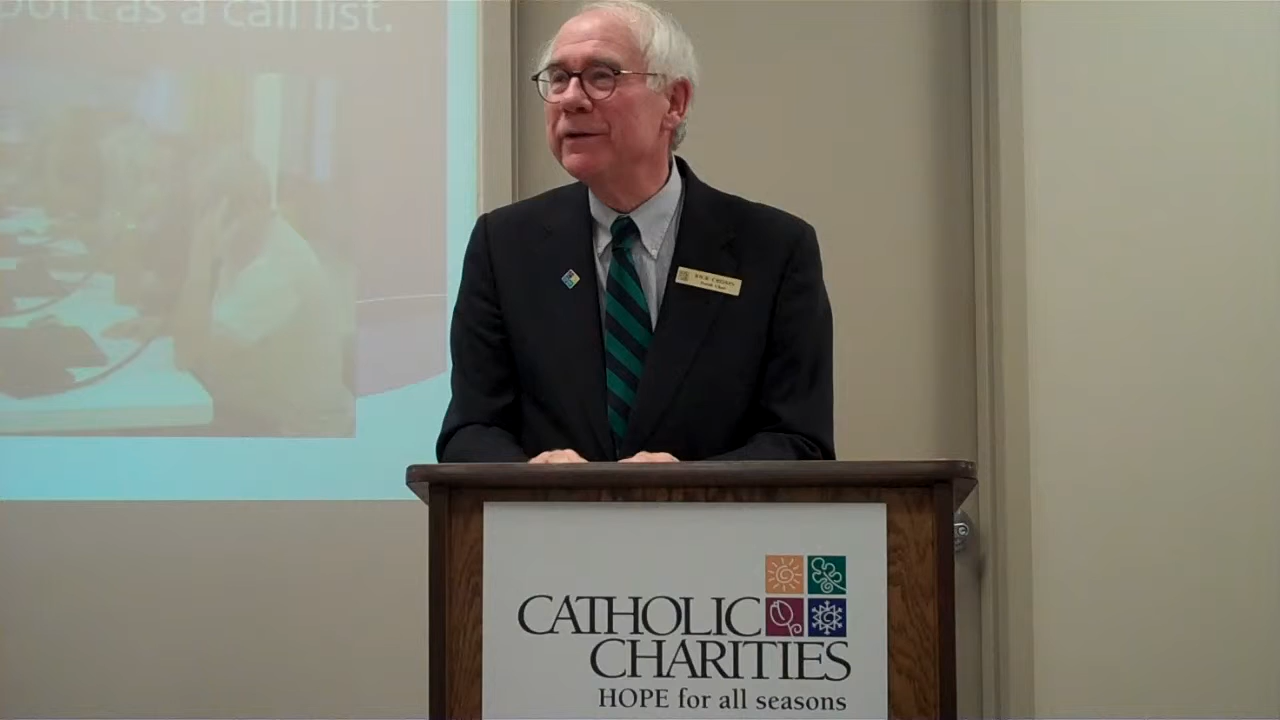 port as a call list.
CATHOLIC
CHARITIES
HOPE for all seasons